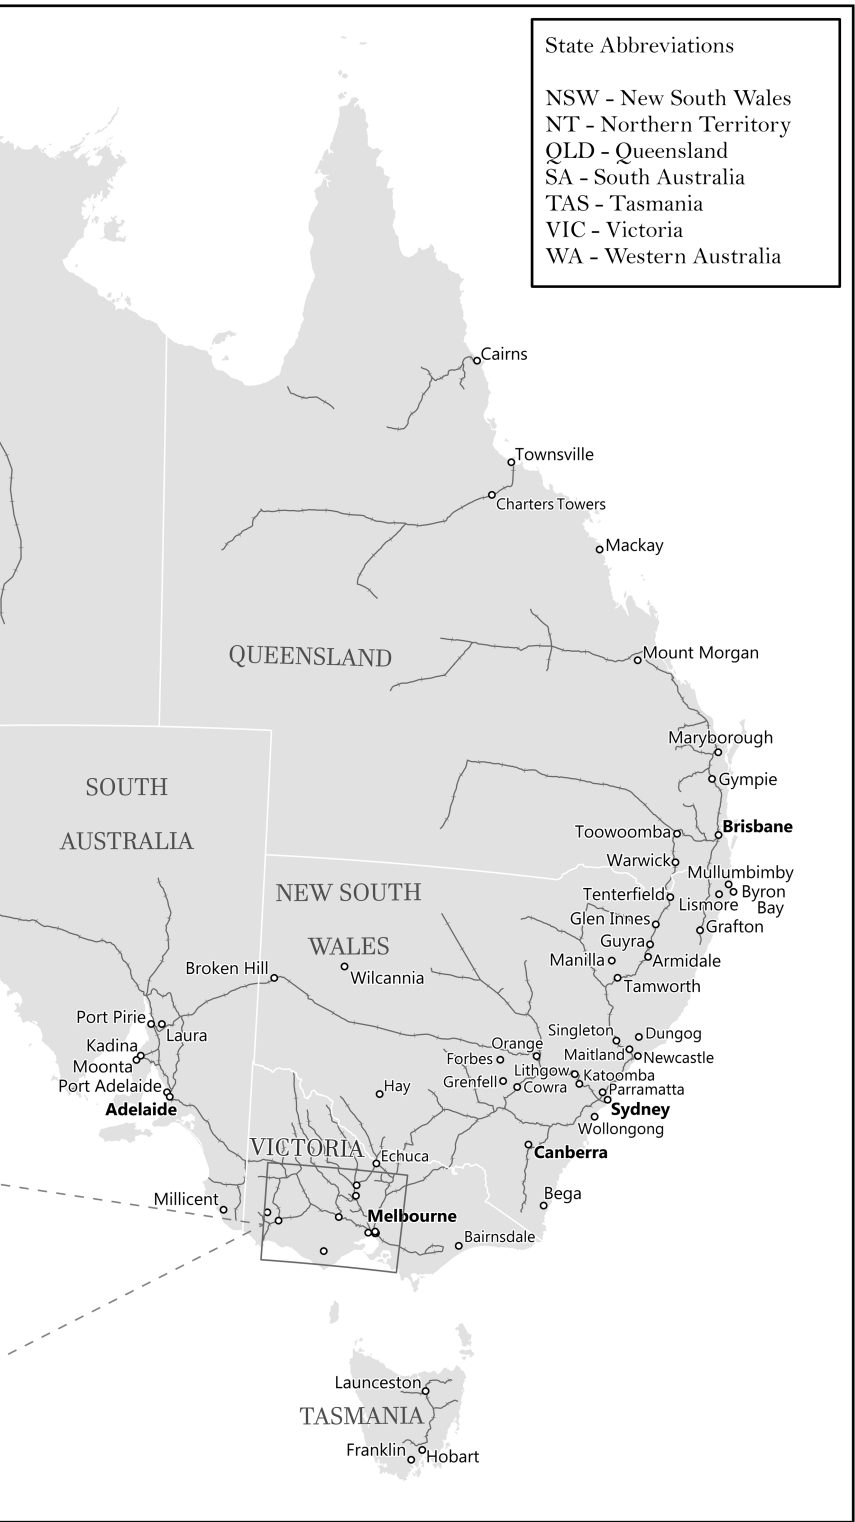 State Abbreviations
NSW - New South Wales
NT - Northern Territory
QLD - Queensland
SA - South Australia
TAS - Tasmania
VIC - Victoria
WA - Western Australia
Cairns
Townsville
Charters Towers
Mackay
QUEENSLAND
Mount Morgan
Maryborough
Gympie
SOUTH
AUSTRALIA
Brisbane
Toowoomba
Warwick
Mullumbimby
NEW SOUTH
WALES
Tenterfield
Lismore
Byron
Bay
Glen Innes
Grafton
Guyra
Manilla
Armidale
Broken Hill
Wilcannia
Tamworth
Port Pirie
Laura
Singleton
Dungog
Kadina
Orange
Maitland
Newcastle
Moonta
Forbes
Lithgow
Katoomba
Port Adelaide
Hay
Grenfell
Cowra
Parramatta
Adelaide
Sydney
Wollongong
VICTORIA
Echuca
Canberra
Millicent
Bega
Melbourne
Bairnsdale
Launceston
TASMANIA
Franklin
Hobart